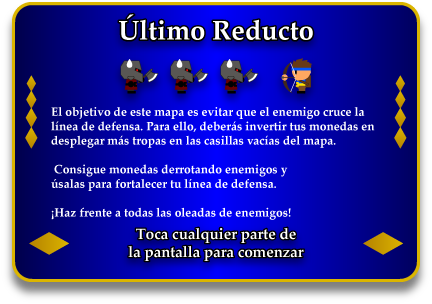 Último Reducto
El objetivo de este mapa es evitar que el enemigo cruce la
línea de defensa. Para ello, deberás invertir tus monedas en
desplegar más tropas en las casillas vacías del mapa.
Consigue monedas derrotando enemigos y
úsalas para fortalecer tu línea de defensa.
¡Haz frente a todas las oleadas de enemigos!
Toca cualquier parte de
la pantalla para comenzar